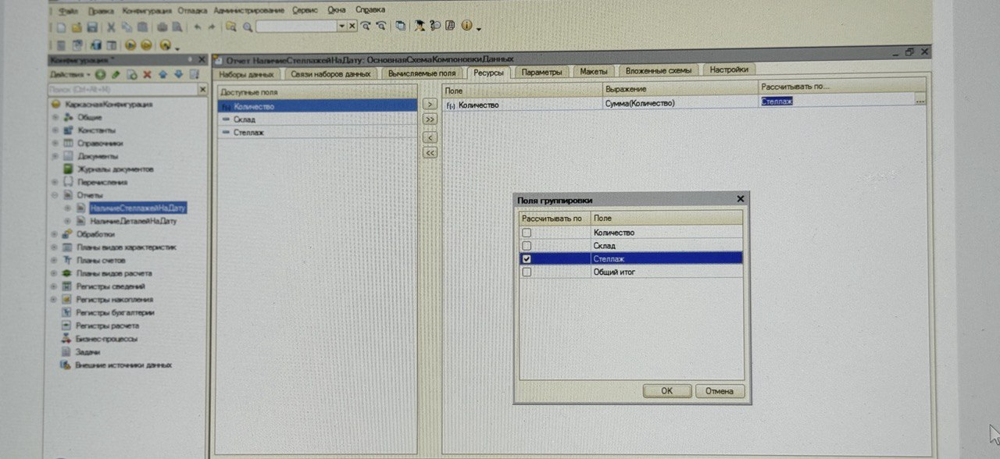 Файл Правка Конфигурация Отладка Администрирование Сервис Окна Справка
Конфигурация *
Действия
Поиск (Ctrl+Alt+M)
КаркаснаяКонфигурация
Общие
Константы
Справочники
Документы
Журналы документов
Перечисления
Отчеты
НаличиеСтеллажейНаДату
НаличиеДеталейНаДату
Обработки
Планы видов характеристик
Планы счетов
Планы видов расчета
Регистры сведений
Регистры накопления
Регистры бухгалтерии
Регистры расчета
Бизнес-процессы
Задачи
Внешние источники данных
Отчет НаличиеСтеллажейНаДату: ОсновнаяСхемаКомпоновкиДанных
Наборы данных Связи наборов данных Вычисляемые поля Ресурсы Параметры Макеты Вложенные схемы Настройки
Доступные поля
Количество
Склад
Стеллаж
>
>>
<
<<
Поле Выражение Рассчитывать по...
Количество Сумма(Количество) Стеллаж ...
Поля группировки
Рассчитывать по Поле
Количество
Склад
Стеллаж
Общий итог
OK Отмена